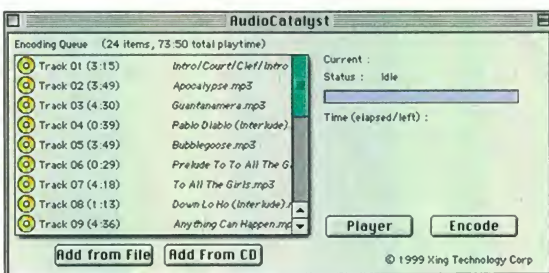 AudioCatalyst
Encoding Queue (24 items, 73:50 total playtime)
Track 01 (3:15) Intro/Court/Clef/Intro
Track 02 (3:49) Apocalypse.mp3
Track 03 (4:30) Guantanamera.mp3
Track 04 (0:39) Pablo Diablo (Interlude).
Track 05 (3:49) Bubblegoose.mp3
Track 06 (0:29) Prelude To To All The G.
Track 07 (4:18) To All The Girls.mp3
Track 08 (1:13) Down Lo Ho (Interlude).
Track 09 (4:36) Anything Can Happen.mp
Add from File Add From CD
Current :
Status : Idle
Time (elapsed/left) :
Player Encode
© 1999 Xing Technology Corp